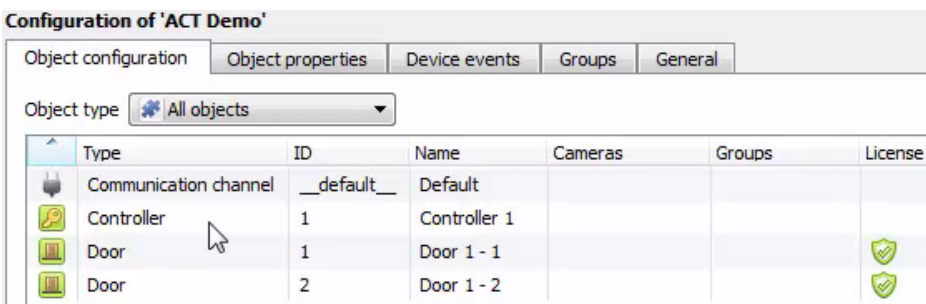 Configuration of 'ACT Demo'
Object configuration Object properties Device events Groups General
Object type All objects
Type ID Name Cameras Groups License
Communication channel __default__ Default
Controller 1 Controller 1
Door 1 Door 1 - 1
Door 2 Door 1 - 2